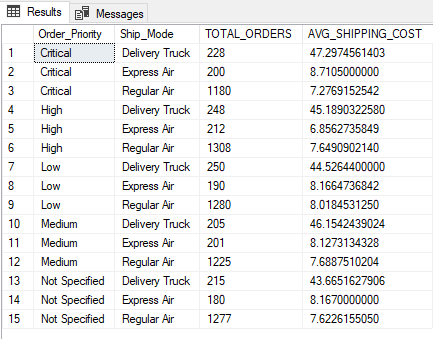 Results Messages
Order_Priority Ship_Mode TOTAL_ORDERS AVG_SHIPPING_COST
1 Critical Delivery Truck 228 47.2974561403
2 Critical Express Air 200 8.7105000000
3 Critical Regular Air 1180 7.2769152542
4 High Delivery Truck 248 45.1890322580
5 High Express Air 212 6.8562735849
6 High Regular Air 1308 7.6490902140
7 Low Delivery Truck 250 44.5264400000
8 Low Express Air 190 8.1664736842
9 Low Regular Air 1280 8.0184531250
10 Medium Delivery Truck 205 46.1542439024
11 Medium Express Air 201 8.1273134328
12 Medium Regular Air 1225 7.6887510204
13 Not Specified Delivery Truck 215 43.6651627906
14 Not Specified Express Air 180 8.1670000000
15 Not Specified Regular Air 1277 7.6226155050